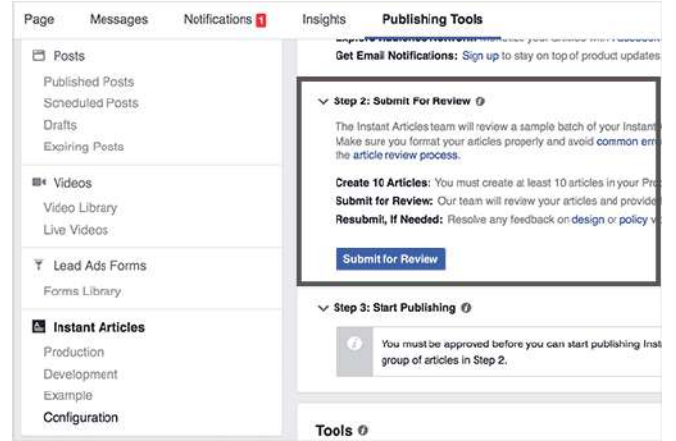 Page Messages Notifications 1 Insights Publishing Tools
Posts
Published Posts
Scheduled Posts
Drafts
Expiring Posts
Videos
Video Library
Live Videos
Lead Ads Forms
Forms Library
Instant Articles
Production
Development
Example
Configuration
Get Email Notifications: Sign up to stay on top of product updates
Step 2: Submit For Review
The Instant Articles team will review a sample batch of your Instant
Make sure you format your articles properly and avoid common
the article review process.
Create 10 Articles: You must create at least 10 articles in your Pro
Submit for Review: Our team will review your articles and provide
Resubmit, If Needed: Resolve any feedback on design or policy
Submit for Review
Step 3: Start Publishing
You must be approved before you can start publishing Inst
group of articles in Step 2.
Tools